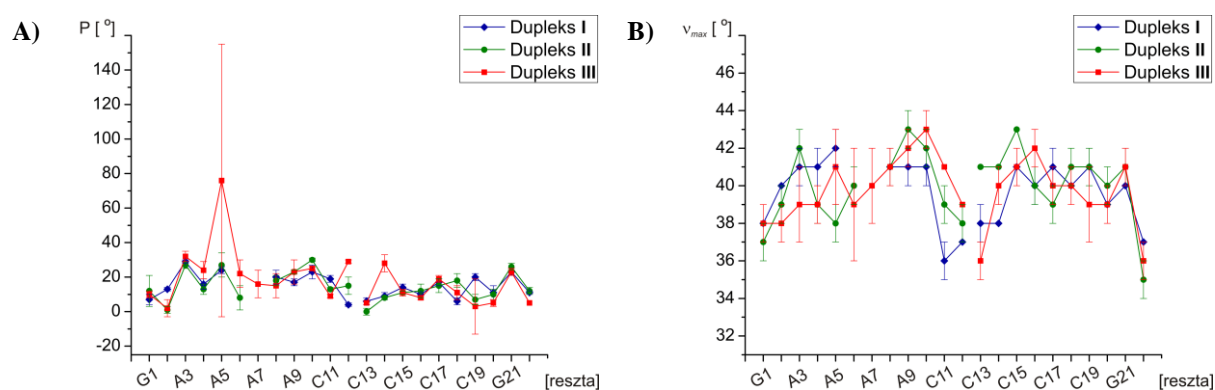 A)
P [ º]
Dupleks I
Dupleks II
Dupleks III
140
120
100
80
60
40
20
0
-20
G1 A3 A5 A7 A9 C11 C13 C15 C17 C19 G21 [reszta]
B)
νmax [ º]
Dupleks I
Dupleks II
Dupleks III
46
44
42
40
38
36
34
32
G1 A3 A5 A7 A9 C11 C13 C15 C17 C19 G21 [reszta]